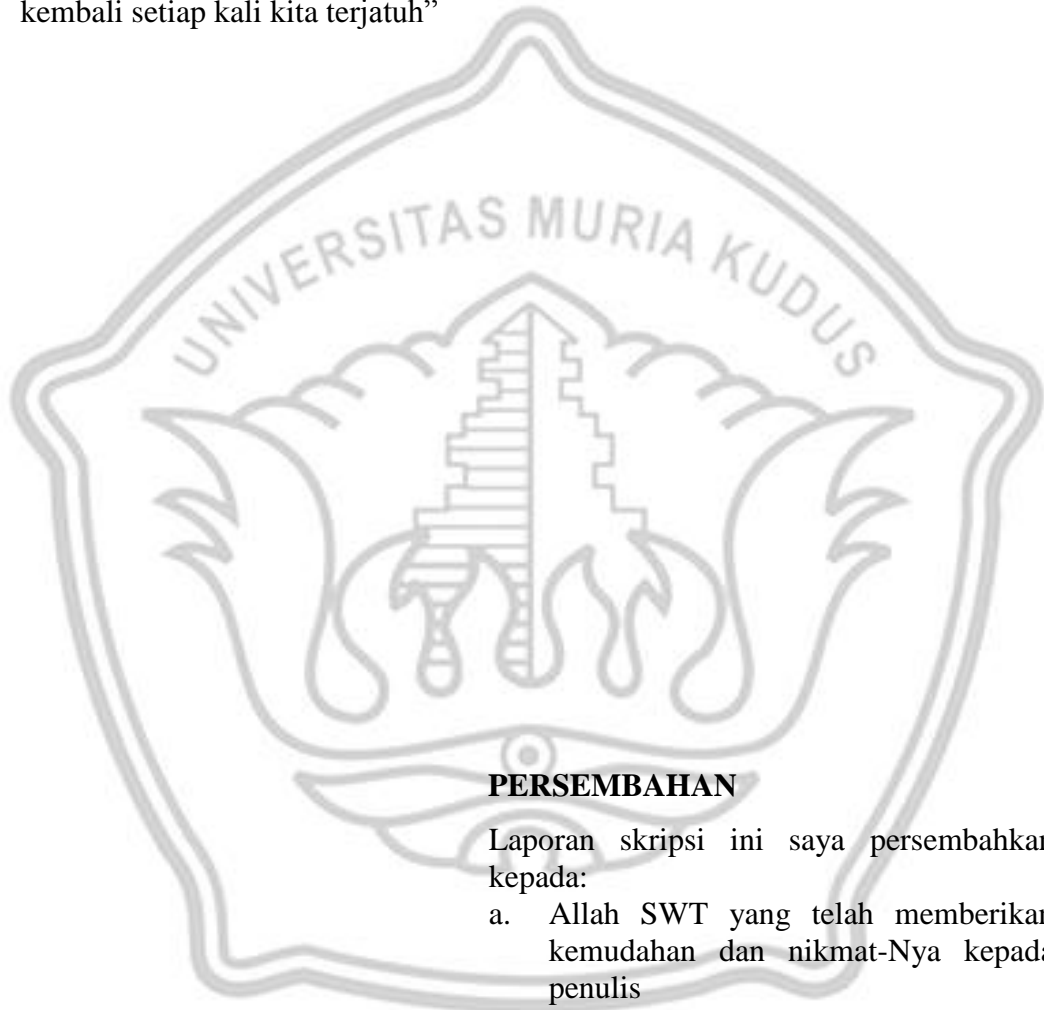 kembali setiap kali kita terjatuh”
UNIVERSITAS MURIA KUDUS
PERSEMBAHAN
Laporan skripsi ini saya persembahkan
kepada:
a. Allah SWT yang telah memberikan
kemudahan dan nikmat-Nya kepada
penulis